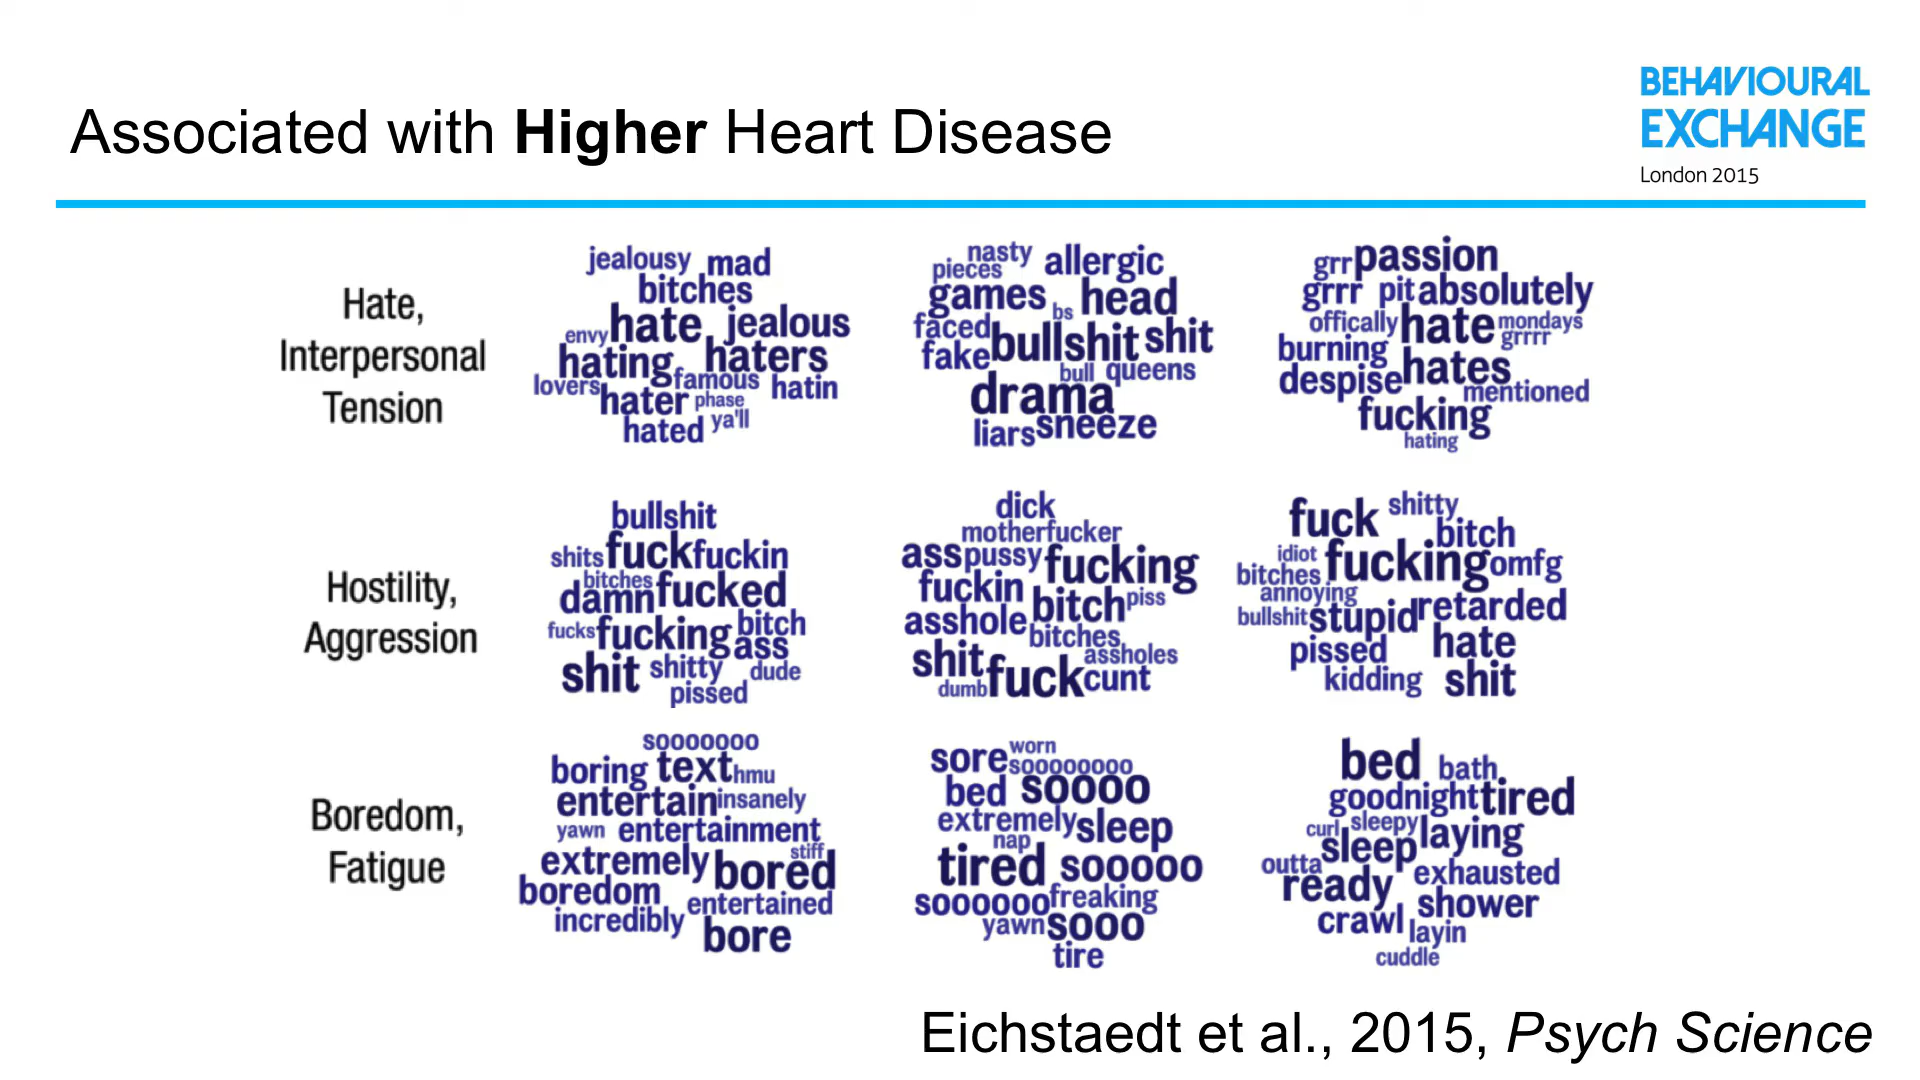 Associated with Higher Heart Disease
BEHAVIOURAL
EXCHANGE
London 2015
Hate,
Interpersonal
Tension
jealousy mad
bitches
envy hate jealous
hating haters
lovers famous hatin
hater phase
hated ya'll
nasty allergic
pieces
games bs head
faced bullshit shit
fake bull queens
drama
liars sneeze
grr passion
grrr pit absolutely
offically hate mondays
burning grrrr
despise hates
mentioned
fucking
hating
Hostility,
Aggression
bullshit
shits fuck fuckin
bitches
damn fucked
fucks fucking bitch
ass
shit shitty dude
pissed
dick
motherfucker
ass pussy fucking
fuckin bitch piss
asshole bitches
shit assholes
dumb fuck cunt
fuck shitty
bitch
idiot fucking omfg
bitches
annoying
bullshit stupid retarded
pissed hate
kidding shit
Boredom,
Fatigue
sooooooo
boring text hmu
entertain insanely
yawn entertainment
stiff
extremely bored
boredom entertained
incredibly bore
worn
sore sooooooooo
bed soooo
extremely sleep
nap
tired sooooo
soooooo freaking
yawn sooo
tire
bed bath
goodnight tired
curl sleepy laying
sleep
outta exhausted
ready shower
crawl layin
cuddle
Eichstaedt et al., 2015, Psych Science